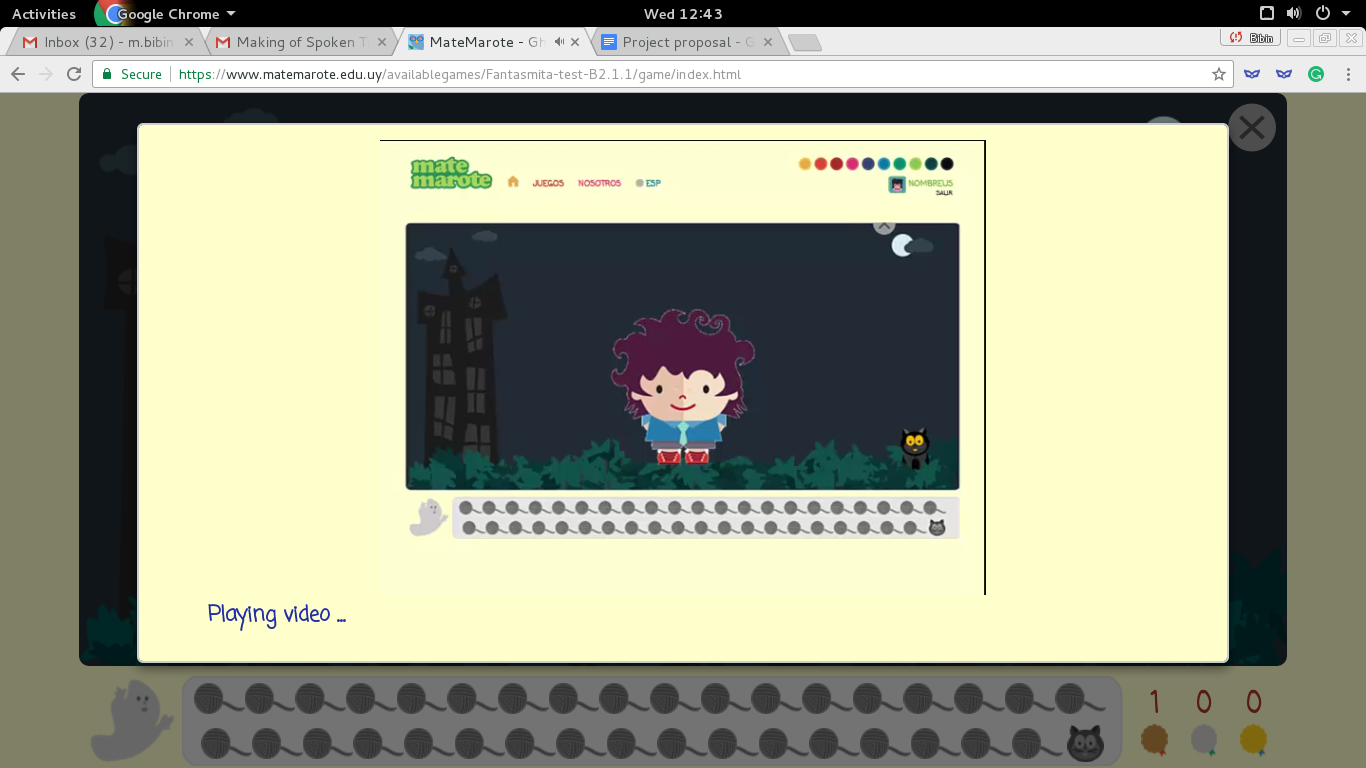 Activities Google Chrome Wed 12:43
Inbox (32) - m.bibin MateMarote - Gh Project proposal - G Bibin
Making of Spoken T
Secure https://www.matemarote.edu.uy/availablegames/Fantasmita-test-B2.1.1/game/index.html
mate
marote
JUEGOS NOSOTROS ESP NOMBREUS
SALIR
Playing video ...
1 0 0